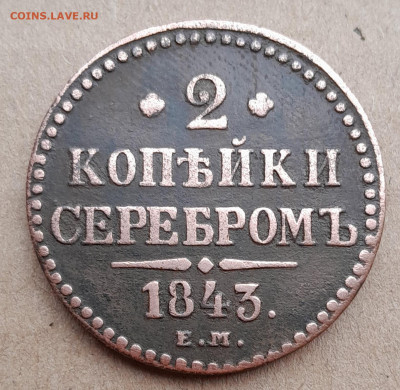 COINS.LAVE.RU
2
КОПѢЙКИ
СЕРЕБРОМЪ
1843.
Е.М.